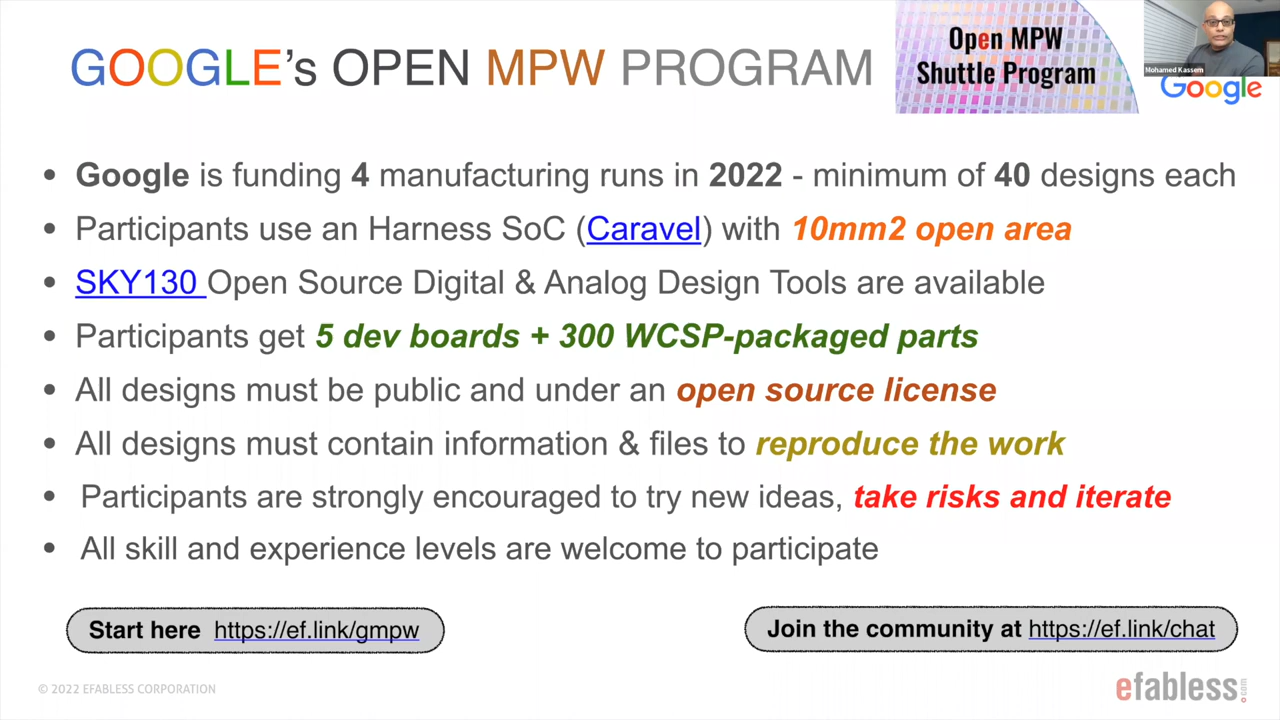 GOOGLE's OPEN MPW PROGRAM
Open MPW
Shuttle Program
Mohamed Kassem
Google
• Google is funding 4 manufacturing runs in 2022 - minimum of 40 designs each
• Participants use an Harness SoC (Caravel) with 10mm2 open area
• SKY130 Open Source Digital & Analog Design Tools are available
• Participants get 5 dev boards + 300 WCSP-packaged parts
• All designs must be public and under an open source license
• All designs must contain information & files to reproduce the work
• Participants are strongly encouraged to try new ideas, take risks and iterate
• All skill and experience levels are welcome to participate
Start here https://ef.link/gmpw
Join the community at https://ef.link/chat
© 2022 EFABLESS CORPORATION
efabless.com